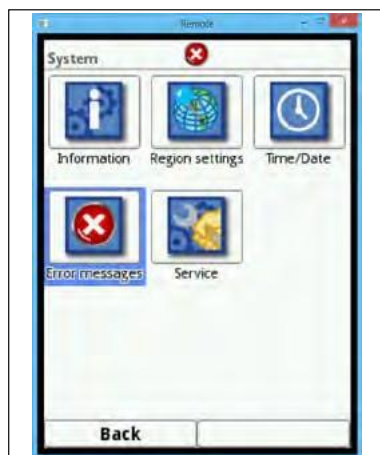 Remote
System
Information
Region settings
Time/Date
Error messages
Service
Back